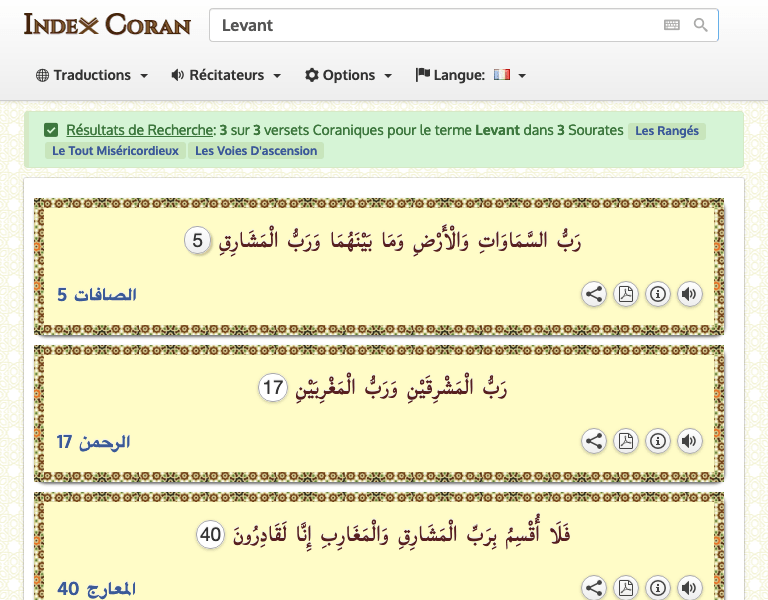 INDEX CORAN
Levant
Traductions
Récitateurs
Options
Langue:
Résultats de Recherche: 3 sur 3 versets Coraniques pour le terme Levant dans 3 Sourates Les Rangés
Le Tout Miséricordieux Les Voies D'ascension
رَبُّ السَّمَاوَاتِ وَالْأَرْضِ وَمَا بَيْنَهُمَا وَرَبُّ الْمَشَارِقِ 5
الصافات 5
رَبُّ الْمَشْرِقَيْنِ وَرَبُّ الْمَغْرِبَيْنِ 17
الرحمن 17
فَلَا أُقْسِمُ بِرَبِّ الْمَشَارِقِ وَالْمَغَارِبِ إِنَّا لَقَادِرُونَ 40
المعارج 40